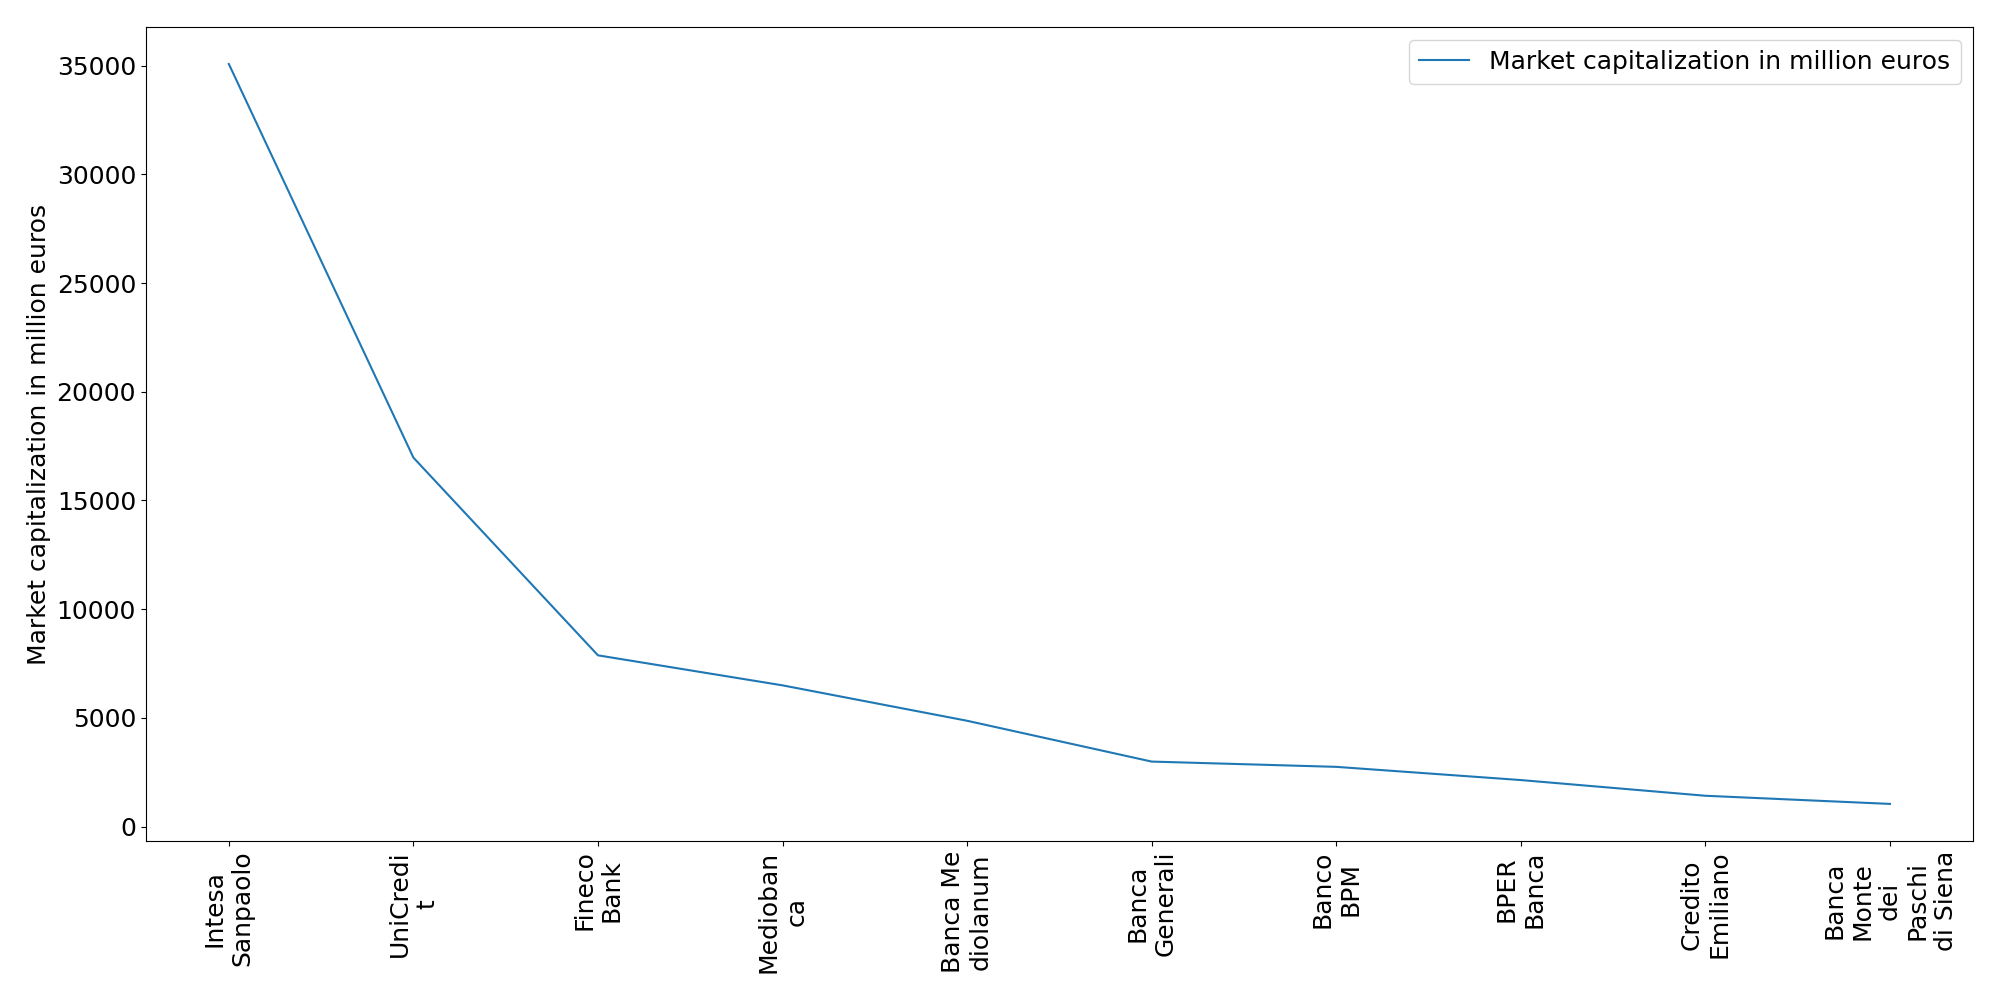 Market capitalization in million euros
Market capitalization in million euros
35000
30000
25000
20000
15000
10000
5000
0
Intesa
Sanpaolo
UniCredi
t
Fineco
Bank
Medioban
ca
Banca Me
diolanum
Banca
Generali
Banco
BPM
BPER
Banca
Credito
Emiliano
Banca
Monte
dei
Paschi
di Siena